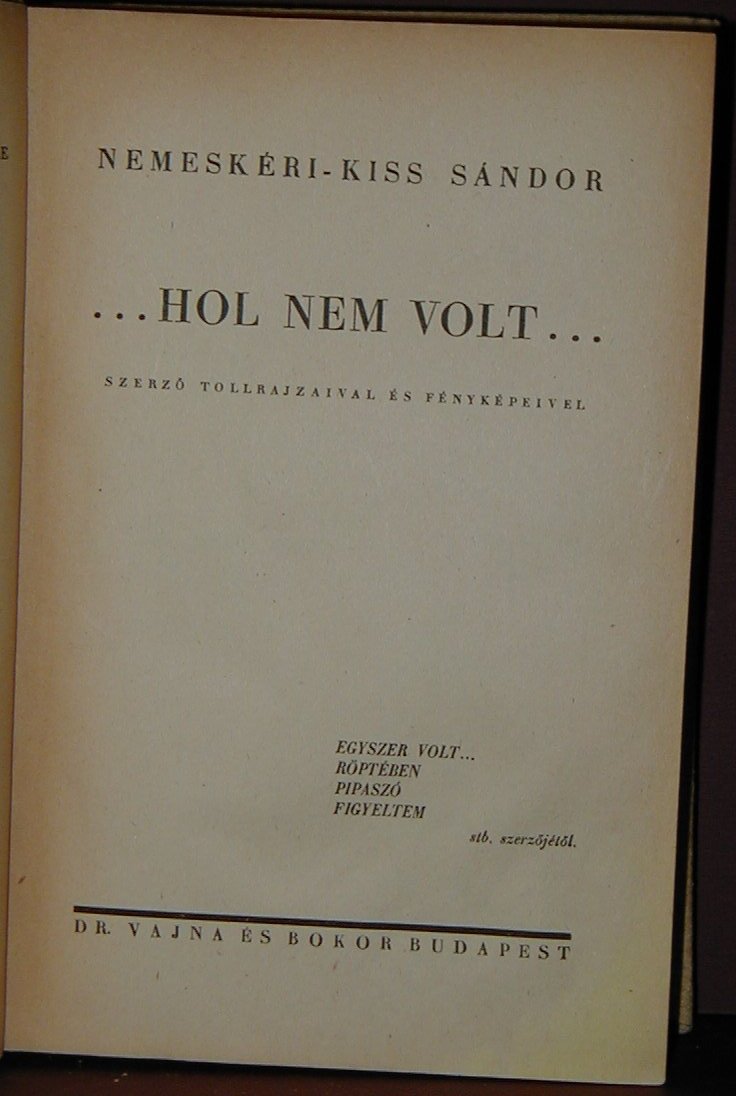 NEMESKÉRI-KISS SÁNDOR
...HOL NEM VOLT...
SZERZŐ TOLLRAJZAIVAL ÉS FÉNYKÉPEIVEL
EGYSZER VOLT...
RÖPTÉBEN
PIPASZÓ
FIGYELTEM
stb. szerzőjétől.
DR. VAJNA ÉS BOKOR BUDAPEST